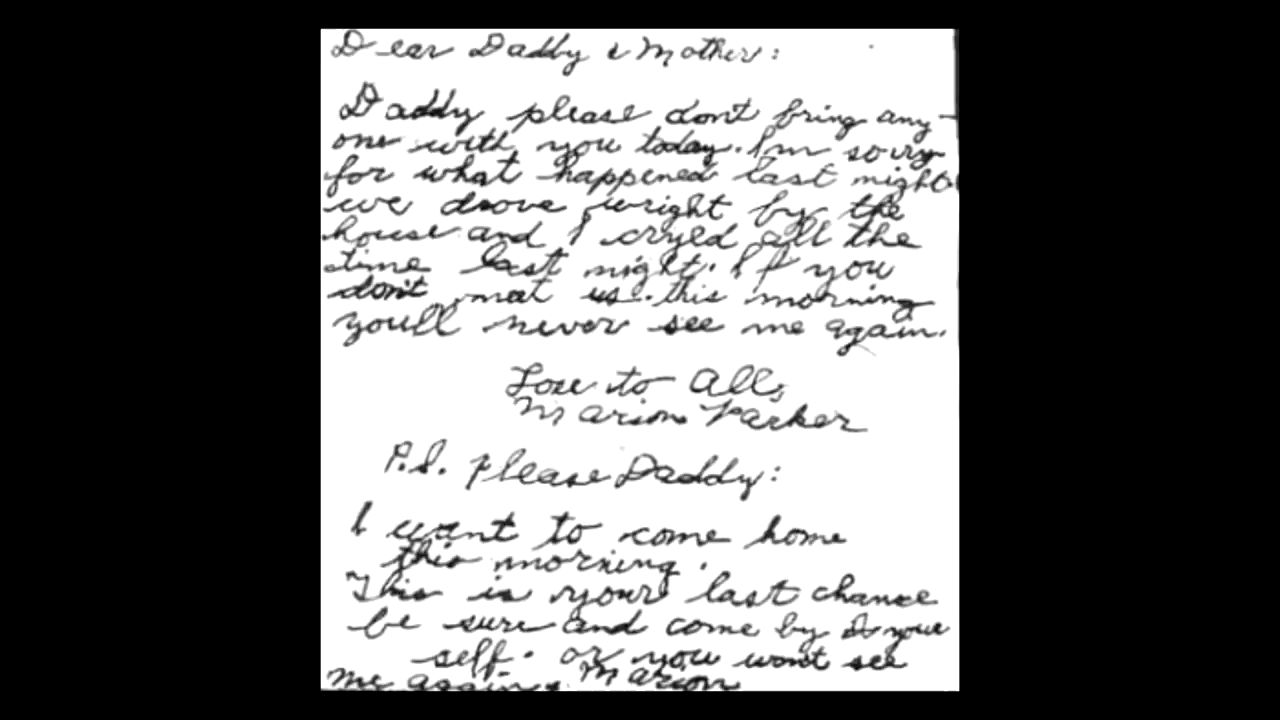 Dear Daddy & Mother:
Daddy please don't bring any-
one with you today. I'm sorry
for what happened last night
we drove wright by the
house and I cryed all the
time last night. If you
don't meat us this morning
you'll never see me again.
Love to All,
Marion Parker
P.S. Please Daddy:
I want to come home
this morning.
This is your last chance
be sure and come by your
self. or you wont see
me again. Marion